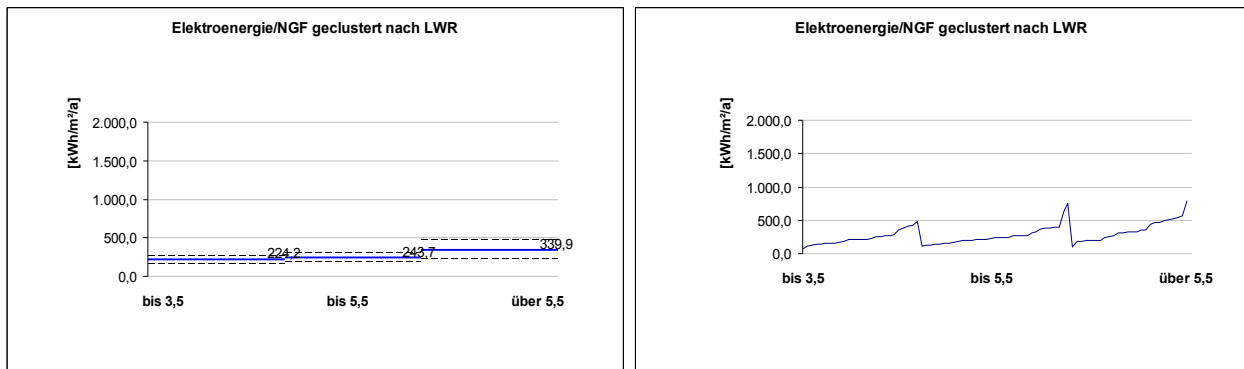 Elektroenergie/NGF geclustert nach LWR
[kWh/m²/a]
2.000,0
1.500,0
1.000,0
500,0
0,0
224,2
243,7
339,9
bis 3,5
bis 5,5
über 5,5
Elektroenergie/NGF geclustert nach LWR
[kWh/m²/a]
2.000,0
1.500,0
1.000,0
500,0
0,0
bis 3,5
bis 5,5
über 5,5